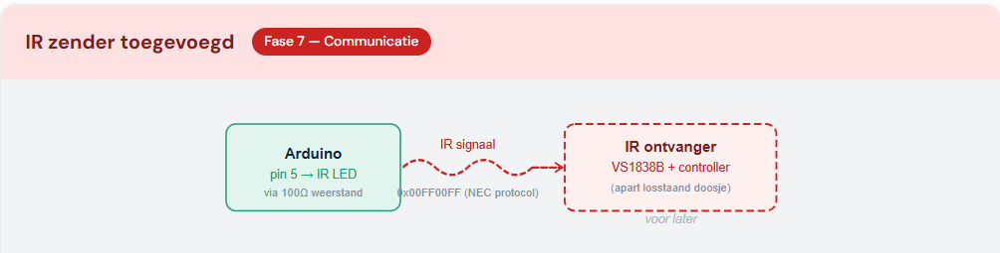 IR zender toegevoegd
Fase 7 — Communicatie
Arduino
pin 5 → IR LED
via 100Ω weerstand
IR signaal
0x00FF00FF (NEC protocol)
IR ontvanger
VS1838B + controller
(apart losstaand doosje)
voor later